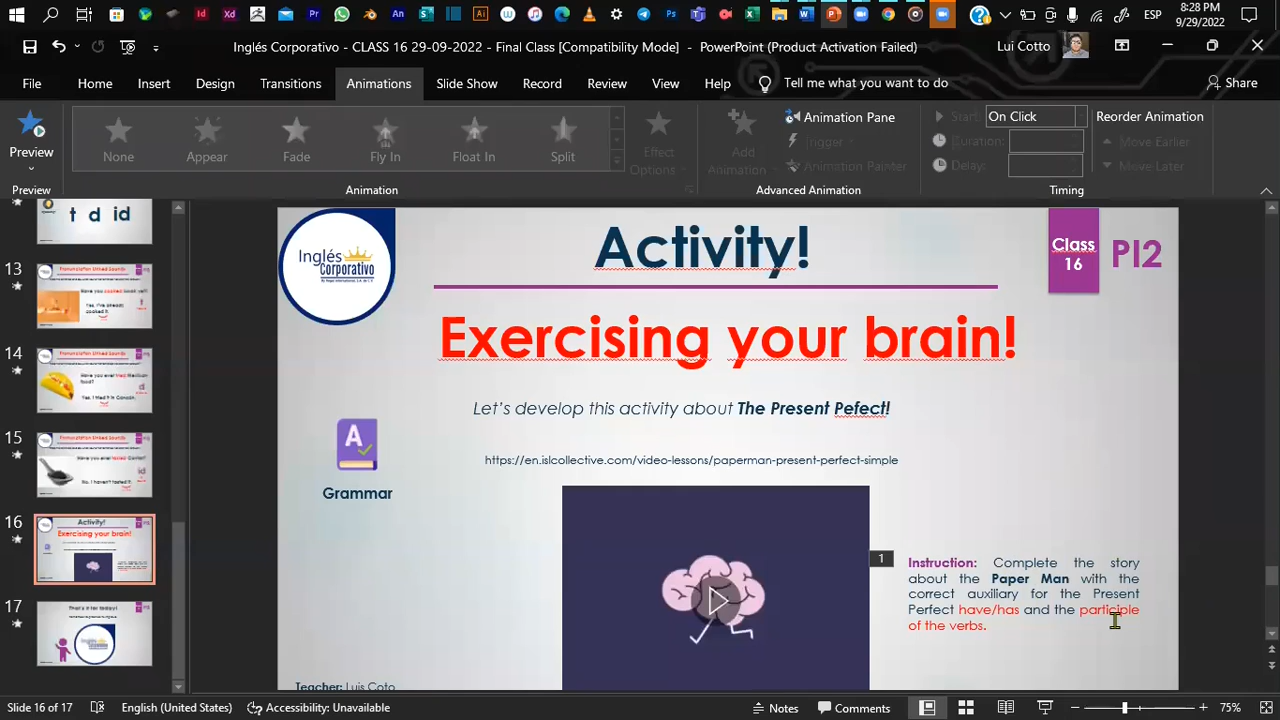 8:28 PM
ESP
9/29/2022
Inglés Corporativo - CLASS 16 29-09-2022 - Final Class [Compatibility Mode] - PowerPoint (Product Activation Failed)
Lui Cotto
File Home Insert Design Transitions Animations Slide Show Record Review View Help Tell me what you want to do Share
Preview
None Appear Fade Fly In Float In Split
Effect Options
Add Animation
Animation Pane
Trigger
Animation Painter
Start: On Click
Duration:
Delay:
Reorder Animation
Move Earlier
Move Later
Preview Animation Advanced Animation Timing
t d id
13
14
15
16
Activity!
Exercising your brain!
17
That's it for today!
Inglés Corporativo
Activity!
Class 16
PI2
Exercising your brain!
Let's develop this activity about The Present Pefect!
https://en.islcollective.com/video-lessons/paperman-present-perfect-simple
Grammar
1
Instruction: Complete the story
about the Paper Man with the
correct auxiliary for the Present
Perfect have/has and the participle
of the verbs.
Teacher: Luis Coto
Slide 16 of 17 English (United States) Accessibility: Unavailable Notes Comments 75%